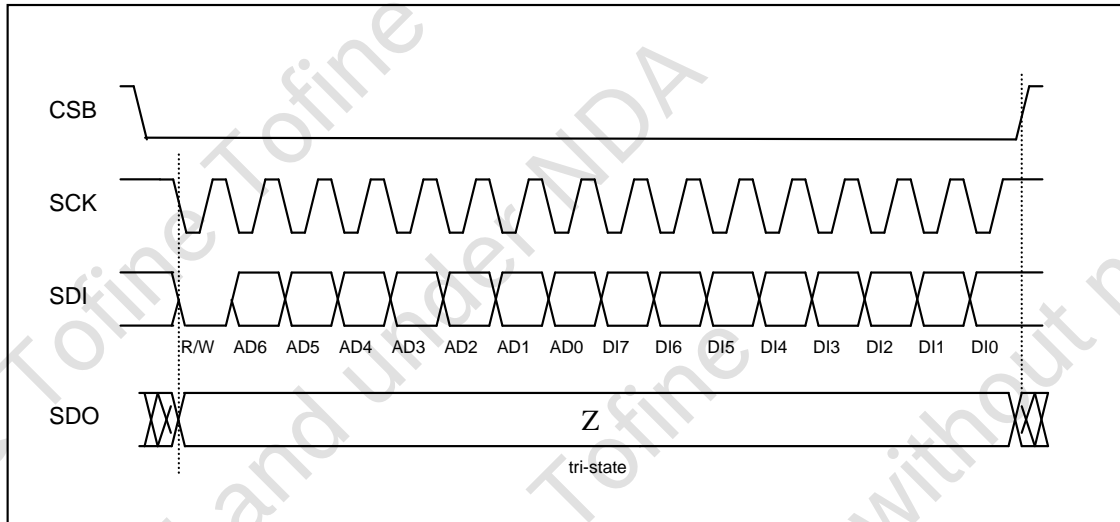 CSB
SCK
SDI
R/W AD6 AD5 AD4 AD3 AD2 AD1 AD0 DI7 DI6 DI5 DI4 DI3 DI2 DI1 DI0
SDO
Z
tri-state
Tofine Tofine
and under NDA
Tofine
without